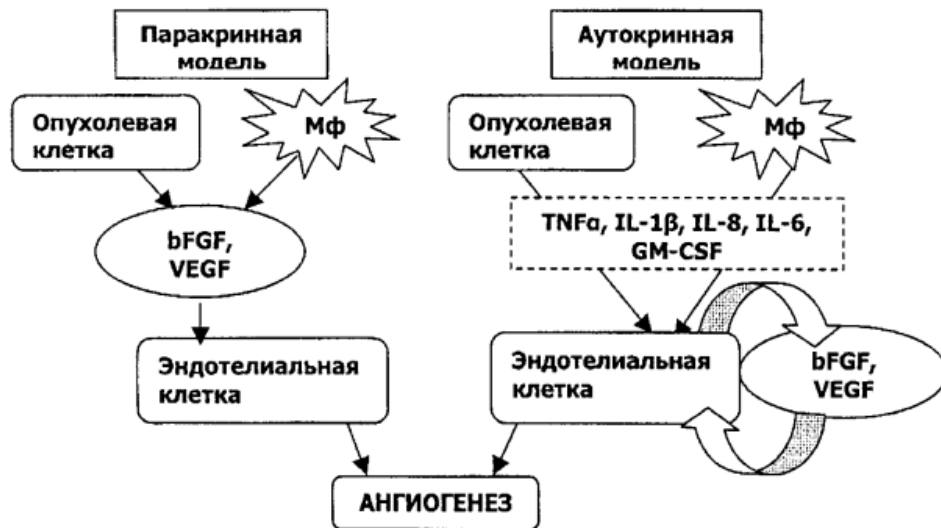 Паракринная
модель
Аутокринная
модель
Опухолевая
клетка
Мф
Опухолевая
клетка
Мф
TNFα, IL-1β, IL-8, IL-6,
GM-CSF
bFGF,
VEGF
Эндотелиальная
клетка
Эндотелиальная
клетка
bFGF,
VEGF
АНГИОГЕНЕЗ